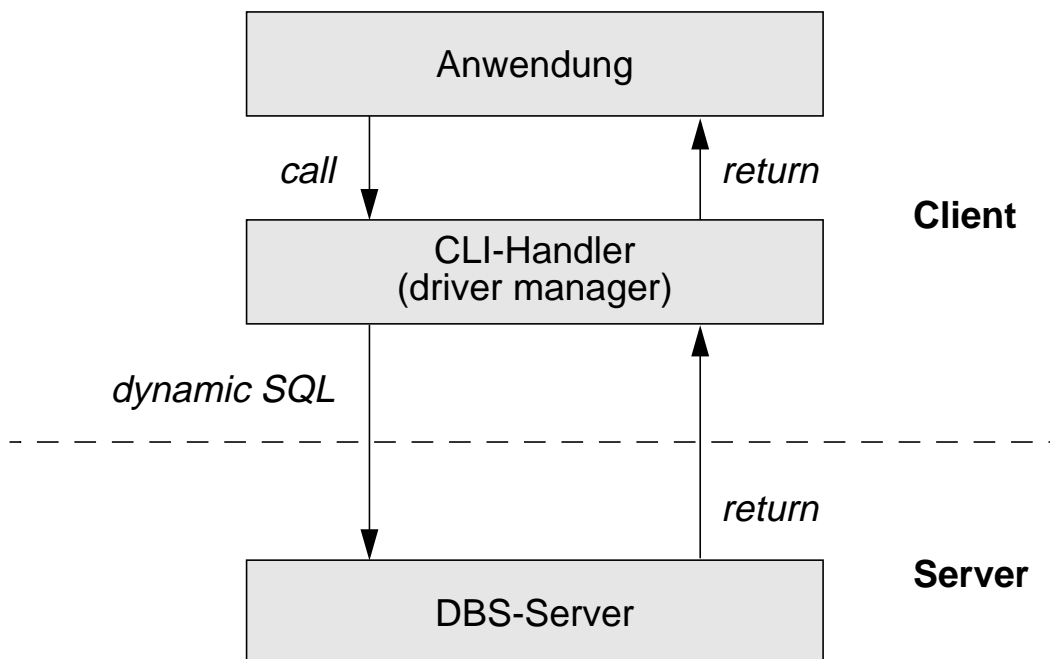 Anwendung
call
return
Client
CLI-Handler
(driver manager)
dynamic SQL
return
Server
DBS-Server